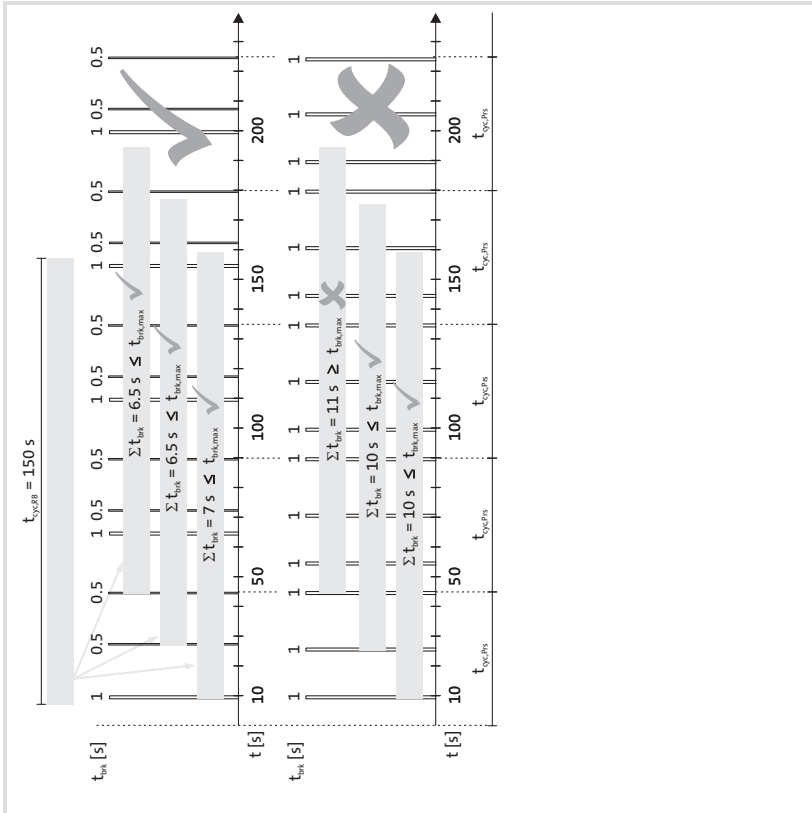 t_cyc,RB = 150 s
t_brk [s]
1 0.5 0.5 1 0.5 0.5 1 0.5 0.5 1 0.5 0.5 1 0.5 0.5
Σ t_brk = 6.5 s ≤ t_brk,max
Σ t_brk = 6.5 s ≤ t_brk,max
Σ t_brk = 7 s ≤ t_brk,max
t [s]
10 50 100 150 200
t_brk [s]
1 1 1 1 1 1 1 1 1 1 1 1 1 1 1
Σ t_brk = 11 s ≥ t_brk,max
Σ t_brk = 10 s ≤ t_brk,max
Σ t_brk = 10 s ≤ t_brk,max
t [s]
10 50 100 150 200
t_cyc,Prs t_cyc,Prs t_cyc,Prs t_cyc,Prs t_cyc,Prs